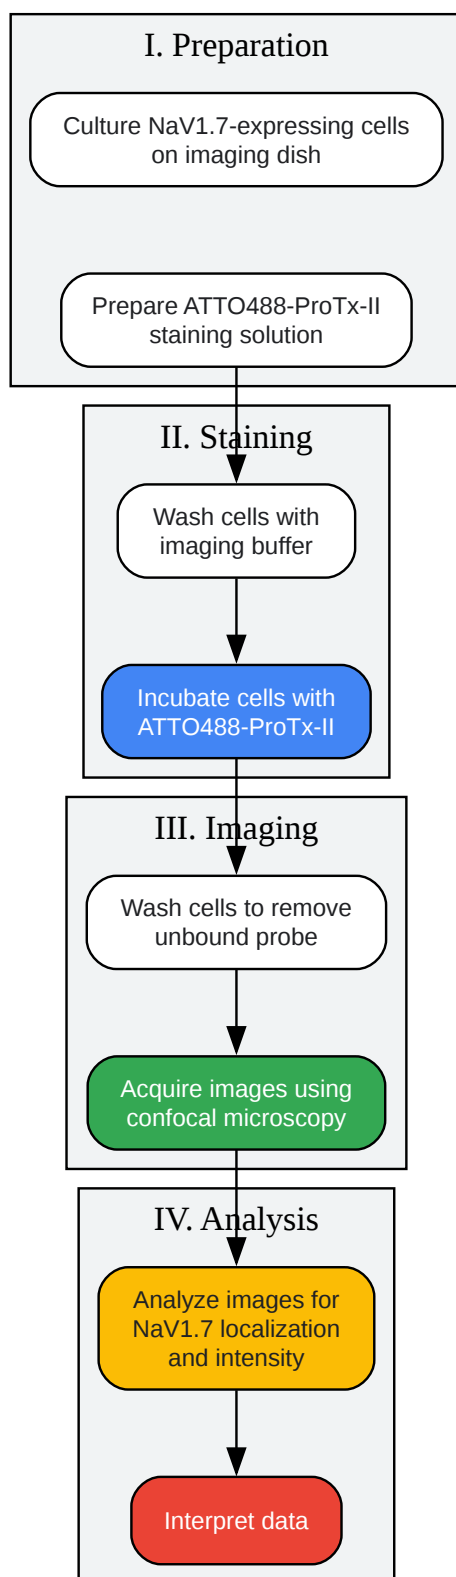 I. Preparation
Culture NaV1.7-expressing cells
on imaging dish
Prepare ATTO488-ProTx-II
staining solution
II. Staining
Wash cells with
imaging buffer
Incubate cells with
ATTO488-ProTx-II
III. Imaging
Wash cells to remove
unbound probe
Acquire images using
confocal microscopy
IV. Analysis
Analyze images for
NaV1.7 localization
and intensity
Interpret data